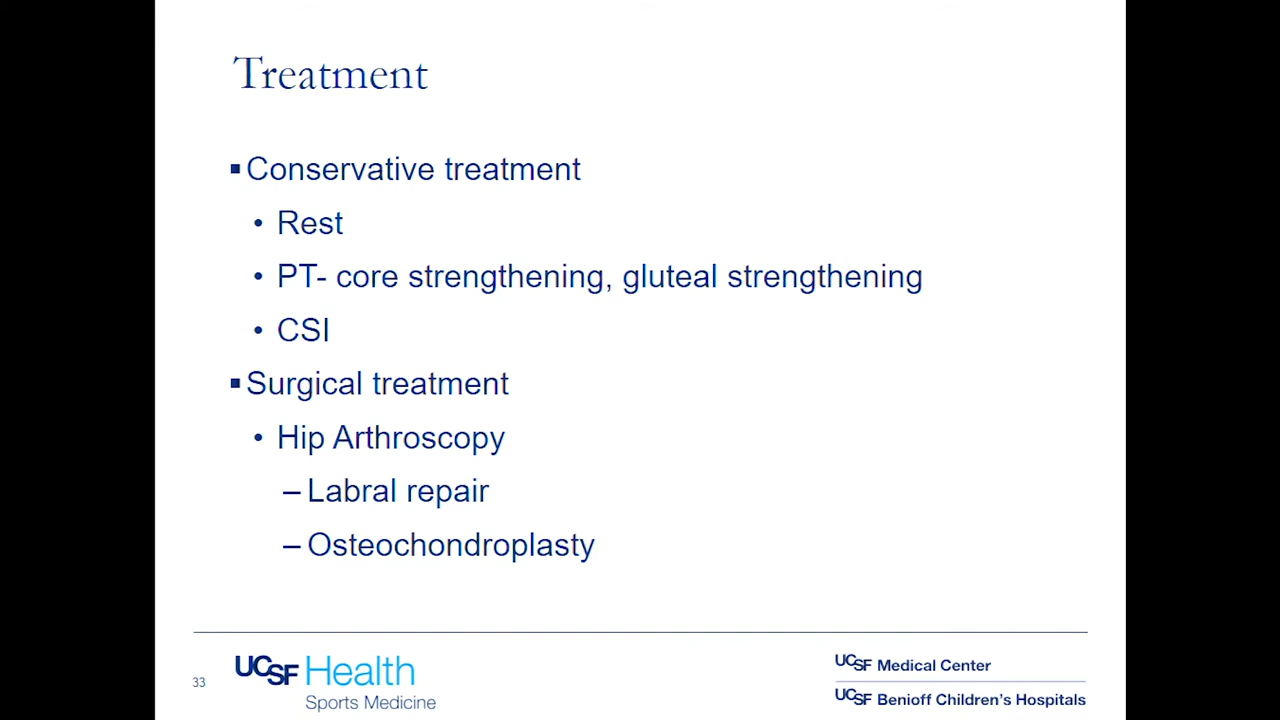 Treatment
▪ Conservative treatment
• Rest
• PT- core strengthening, gluteal strengthening
• CSI
▪ Surgical treatment
• Hip Arthroscopy
– Labral repair
– Osteochondroplasty
33
UCSF Health
Sports Medicine
UCSF Medical Center
UCSF Benioff Children's Hospitals